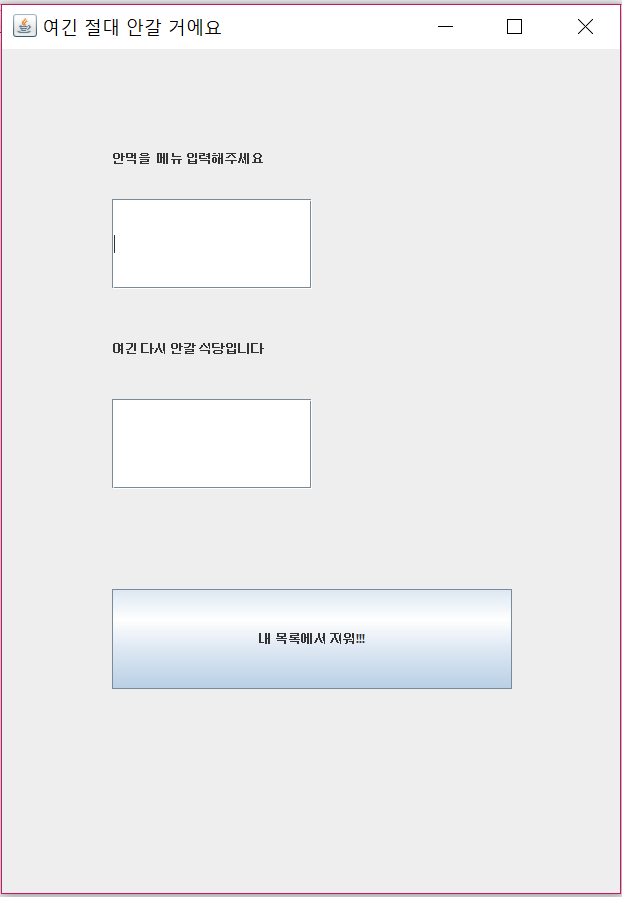 여긴 절대 안갈 거에요
안먹을 메뉴 입력해주세요
여긴 다시 안갈 식당입니다
내 목록에서 지워!!!